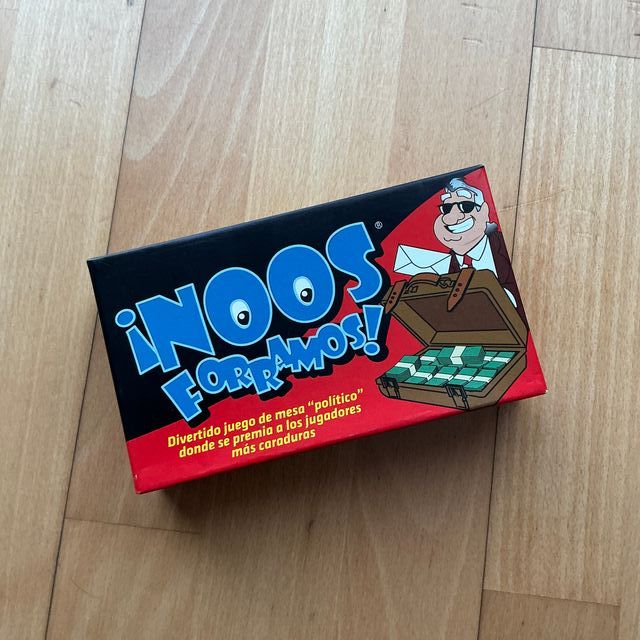 ¡NOOS
FORRAMOS!
®
Divertido juego de mesa "político"
donde se premia a los jugadores
más caraduras